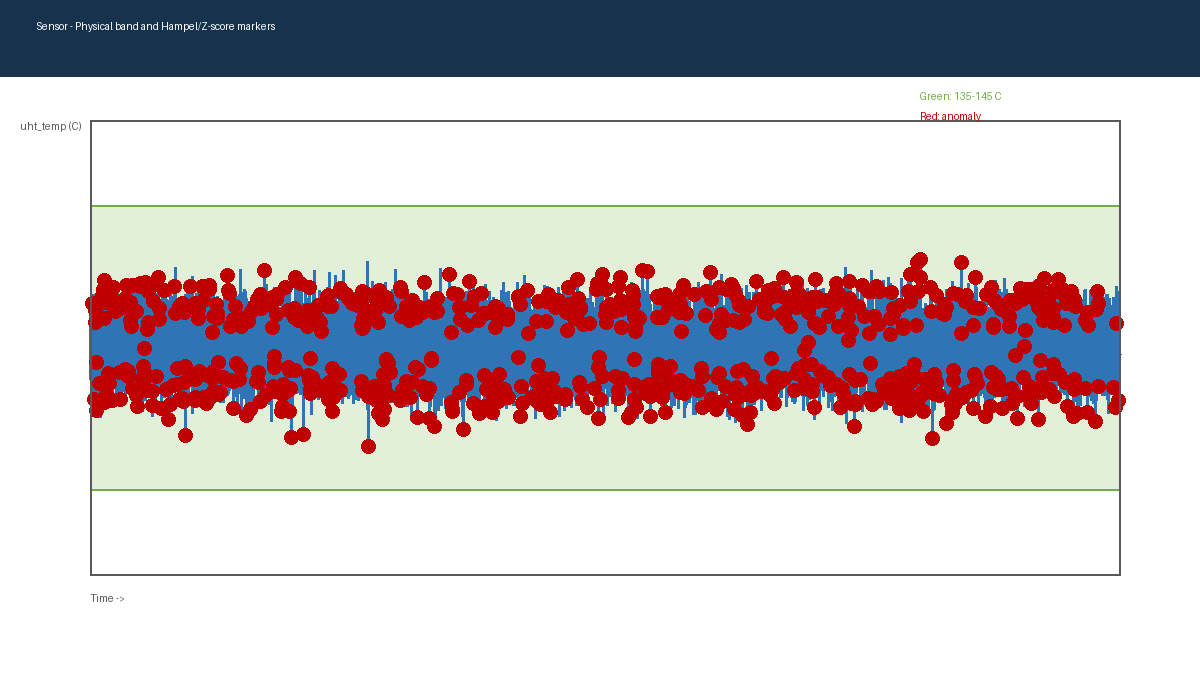 Sensor - Physical band and Hampel/Z-score markers
Green: 135-145 C
Red: anomaly
uht_temp (C)
Time ->